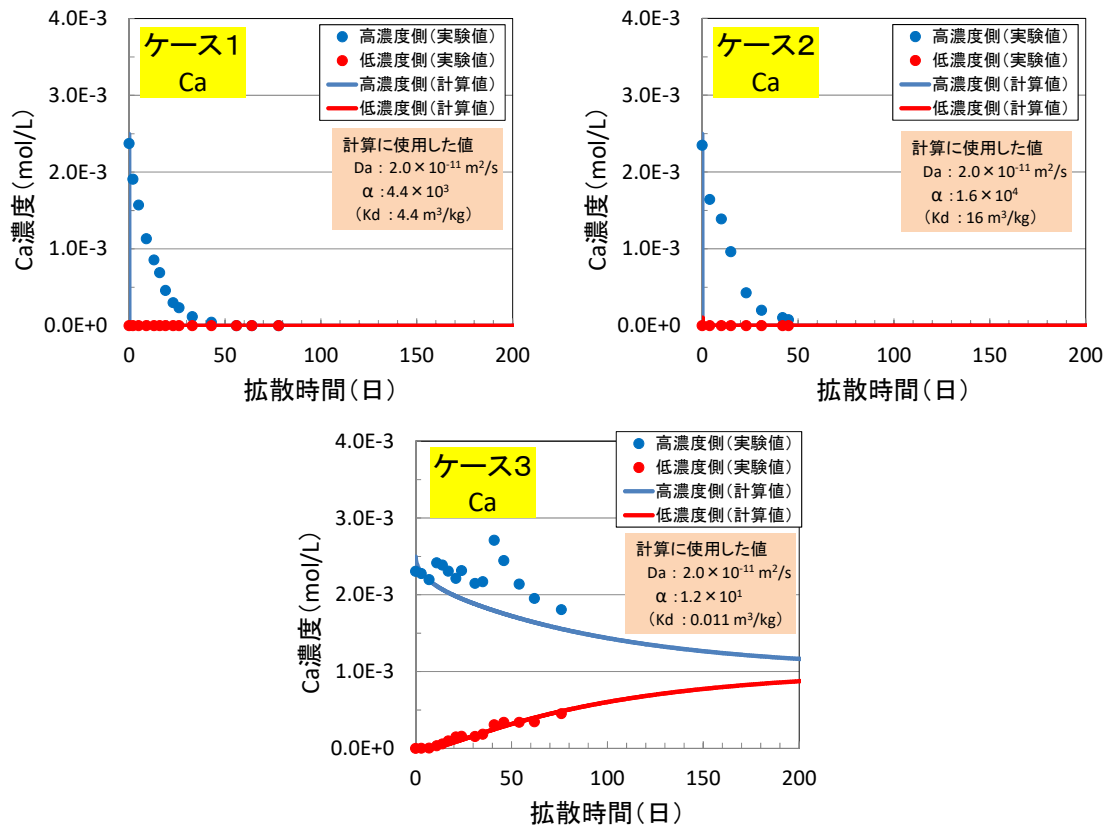 ケース1
Ca
高濃度側(実験値)
低濃度側(実験値)
高濃度側(計算値)
低濃度側(計算値)
計算に使用した値
Da : 2.0×10⁻¹¹ m²/s
α : 4.4×10³
(Kd : 4.4 m³/kg)
Ca濃度(mol/L)
4.0E-3
3.0E-3
2.0E-3
1.0E-3
0.0E+0
0 50 100 150 200
拡散時間(日)
ケース2
Ca
高濃度側(実験値)
低濃度側(実験値)
高濃度側(計算値)
低濃度側(計算値)
計算に使用した値
Da : 2.0×10⁻¹¹ m²/s
α : 1.6×10⁴
(Kd : 16 m³/kg)
Ca濃度(mol/L)
4.0E-3
3.0E-3
2.0E-3
1.0E-3
0.0E+0
0 50 100 150 200
拡散時間(日)
ケース3
Ca
高濃度側(実験値)
低濃度側(実験値)
高濃度側(計算値)
低濃度側(計算値)
計算に使用した値
Da : 2.0×10⁻¹¹ m²/s
α : 1.2×10¹
(Kd : 0.011 m³/kg)
Ca濃度(mol/L)
4.0E-3
3.0E-3
2.0E-3
1.0E-3
0.0E+0
0 50 100 150 200
拡散時間(日)